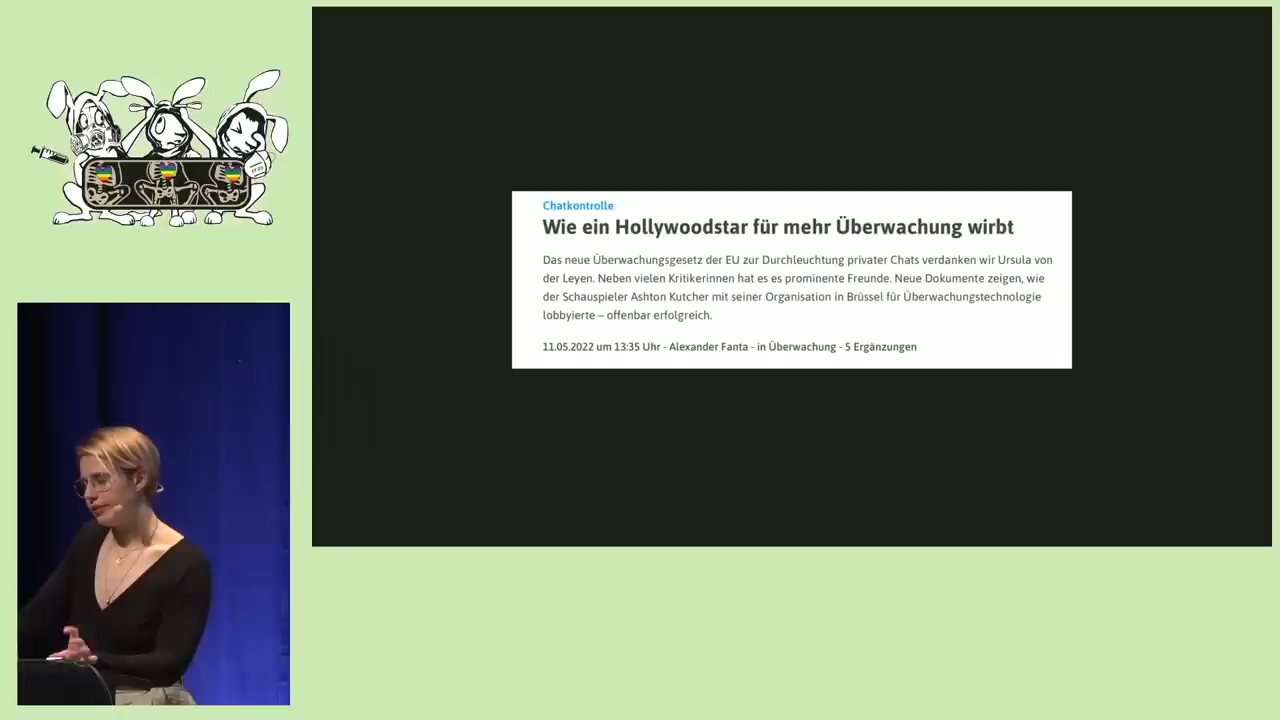 Chatkontrolle
Wie ein Hollywoodstar für mehr Überwachung wirbt
Das neue Überwachungsgesetz der EU zur Durchleuchtung privater Chats verdanken wir Ursula von
der Leyen. Neben vielen Kritikerinnen hat es es prominente Freunde. Neue Dokumente zeigen, wie
der Schauspieler Ashton Kutcher mit seiner Organisation in Brüssel für Überwachungstechnologie
lobbyierte – offenbar erfolgreich.
11.05.2022 um 13:35 Uhr - Alexander Fanta - in Überwachung - 5 Ergänzungen